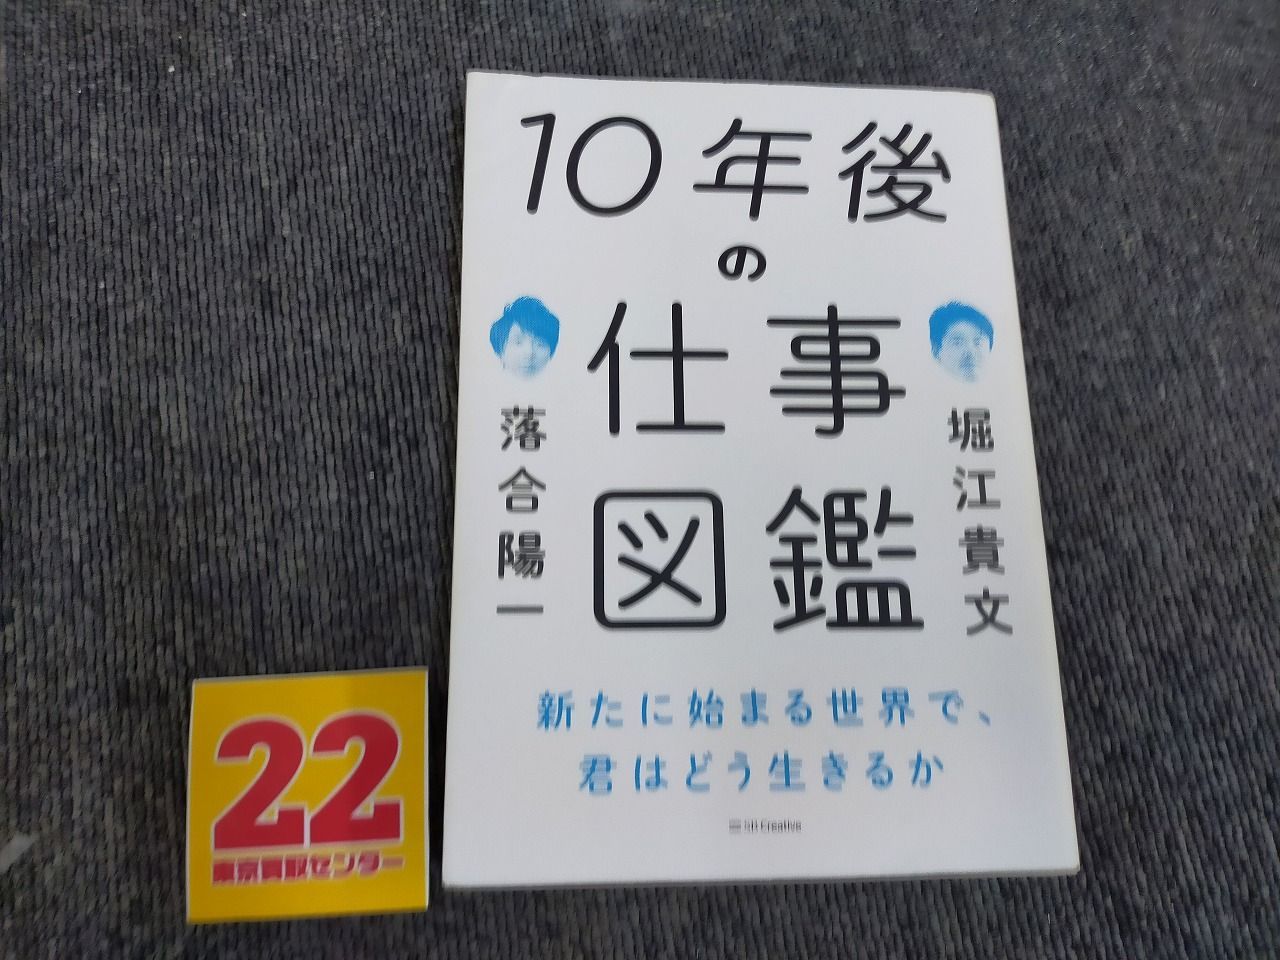 10年後
の
仕事
図鑑
堀江貴文
落合陽一
新たに始まる世界で、
君はどう生きるか
SB Creative
22
東京買取センター